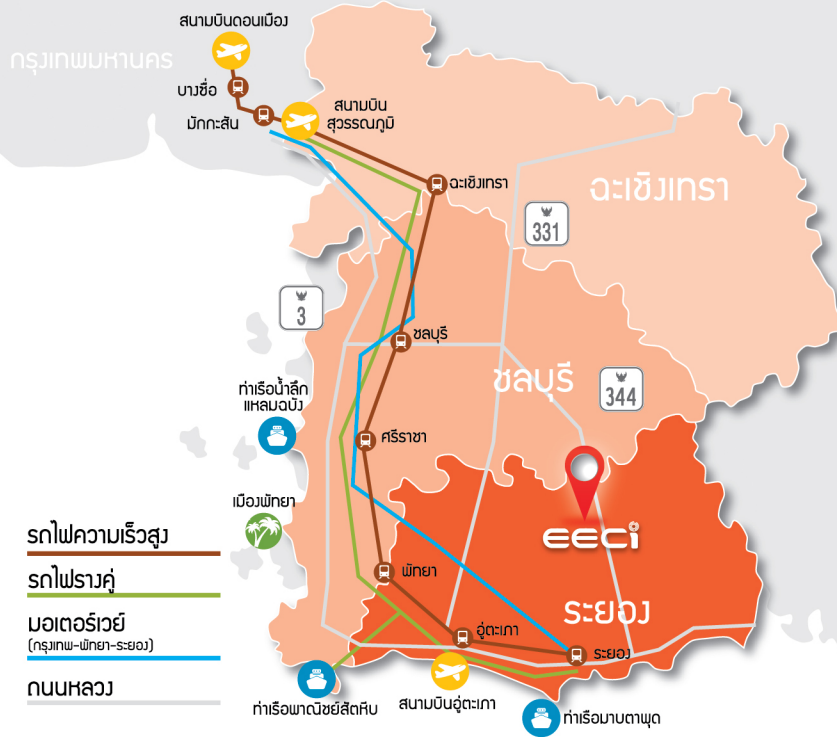 สนามบินดอนเมือง
กรุงเทพมหานคร
บางซื่อ
มักกะสัน
สนามบิน
สุวรรณภูมิ
ฉะเชิงเทรา
ฉะเชิงเทรา
331
3
ชลบุรี
ชลบุรี
344
ท่าเรือน้ำลึก
แหลมฉบัง
ศรีราชา
เมืองพัทยา
EECi
รถไฟความเร็วสูง
รถไฟรางคู่
มอเตอร์เวย์
(กรุงเทพ-พัทยา-ระยอง)
ถนนหลวง
พัทยา
ระยอง
อู่ตะเภา
ระยอง
ท่าเรือพาณิชย์สัตหีบ
สนามบินอู่ตะเภา
ท่าเรือมาบตาพุด